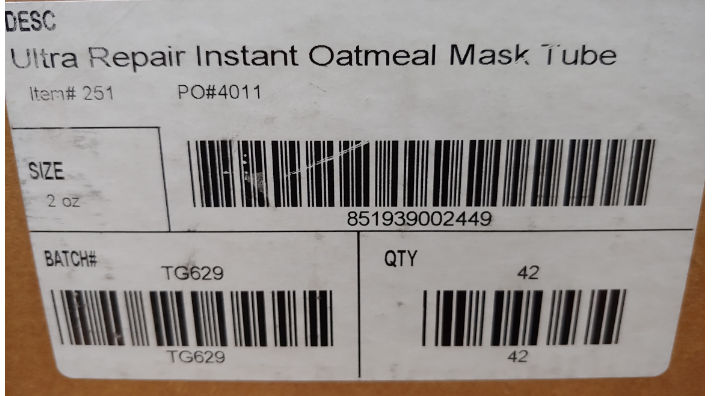 DESC
Ultra Repair Instant Oatmeal Mask Tube
Item# 251 PO#4011
SIZE
2 oz
851939002449
BATCH#
TG629
TG629
QTY
42
42